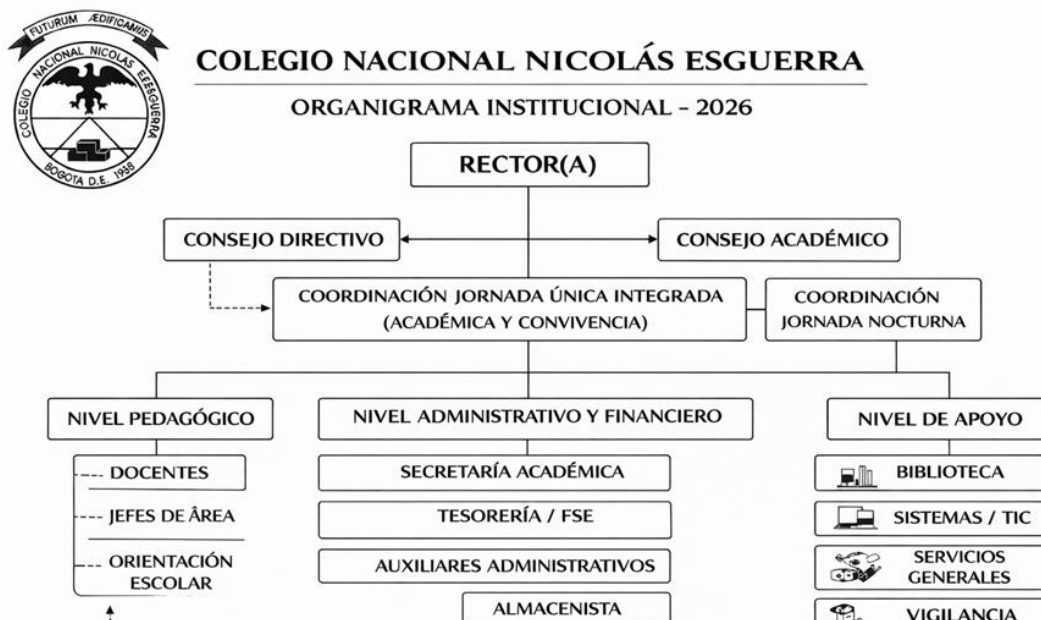 FUTURUM ÆDIFICAMUS
COLEGIO NACIONAL NICOLAS
BOGOTA D.E. 1938
COLEGIO NACIONAL NICOLÁS ESGUERRA
ORGANIGRAMA INSTITUCIONAL – 2026
RECTOR(A)
CONSEJO DIRECTIVO
CONSEJO ACADÉMICO
COORDINACIÓN JORNADA ÚNICA INTEGRADA
(ACADÉMICA Y CONVIVENCIA)
COORDINACIÓN
JORNADA NOCTURNA
NIVEL PEDAGÓGICO
DOCENTES
JEFES DE ÁREA
ORIENTACIÓN
ESCOLAR
NIVEL ADMINISTRATIVO Y FINANCIERO
SECRETARÍA ACADÉMICA
TESORERÍA / FSE
AUXILIARES ADMINISTRATIVOS
ALMACENISTA
NIVEL DE APOYO
BIBLIOTECA
SISTEMAS / TIC
SERVICIOS
GENERALES
VIGILANCIA